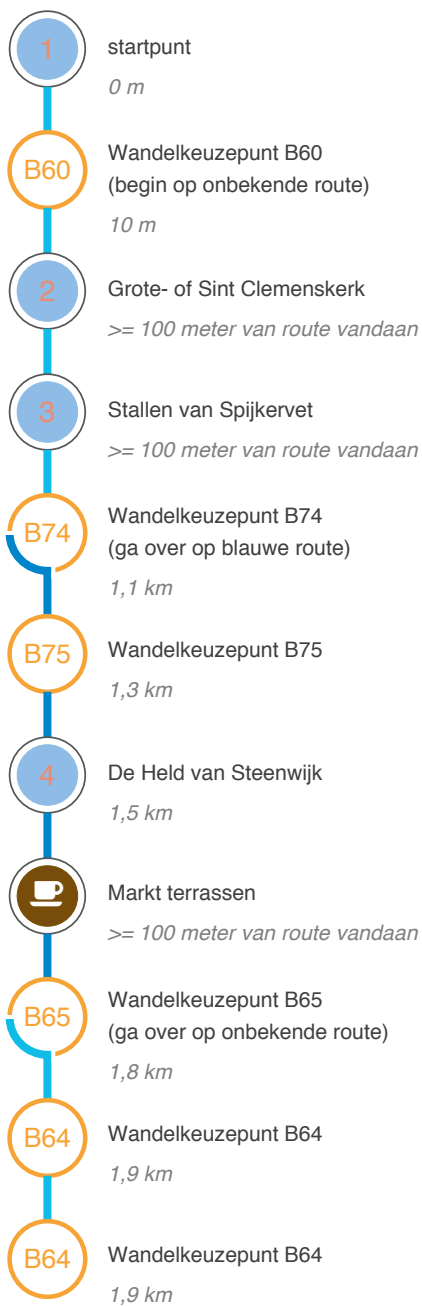 1
startpunt
0 m
B60
Wandelkeuzepunt B60
(begin op onbekende route)
10 m
2
Grote- of Sint Clemenskerk
>= 100 meter van route vandaan
3
Stallen van Spijkervet
>= 100 meter van route vandaan
B74
Wandelkeuzepunt B74
(ga over op blauwe route)
1,1 km
B75
Wandelkeuzepunt B75
1,3 km
4
De Held van Steenwijk
1,5 km
Markt terrassen
>= 100 meter van route vandaan
B65
Wandelkeuzepunt B65
(ga over op onbekende route)
1,8 km
B64
Wandelkeuzepunt B64
1,9 km
B64
Wandelkeuzepunt B64
1,9 km